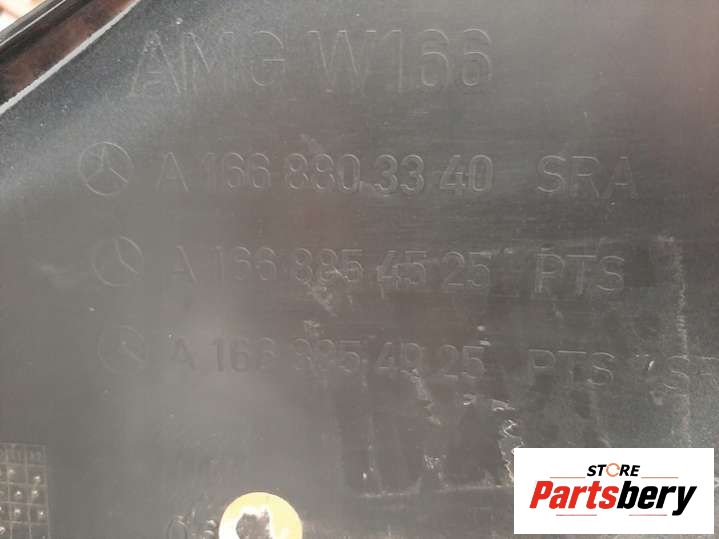 AMG W166
A 166 880 33 40 SRA
A 166 885 45 25 PTS
A 166 885 49 25 PTS
STORE
Partsbery